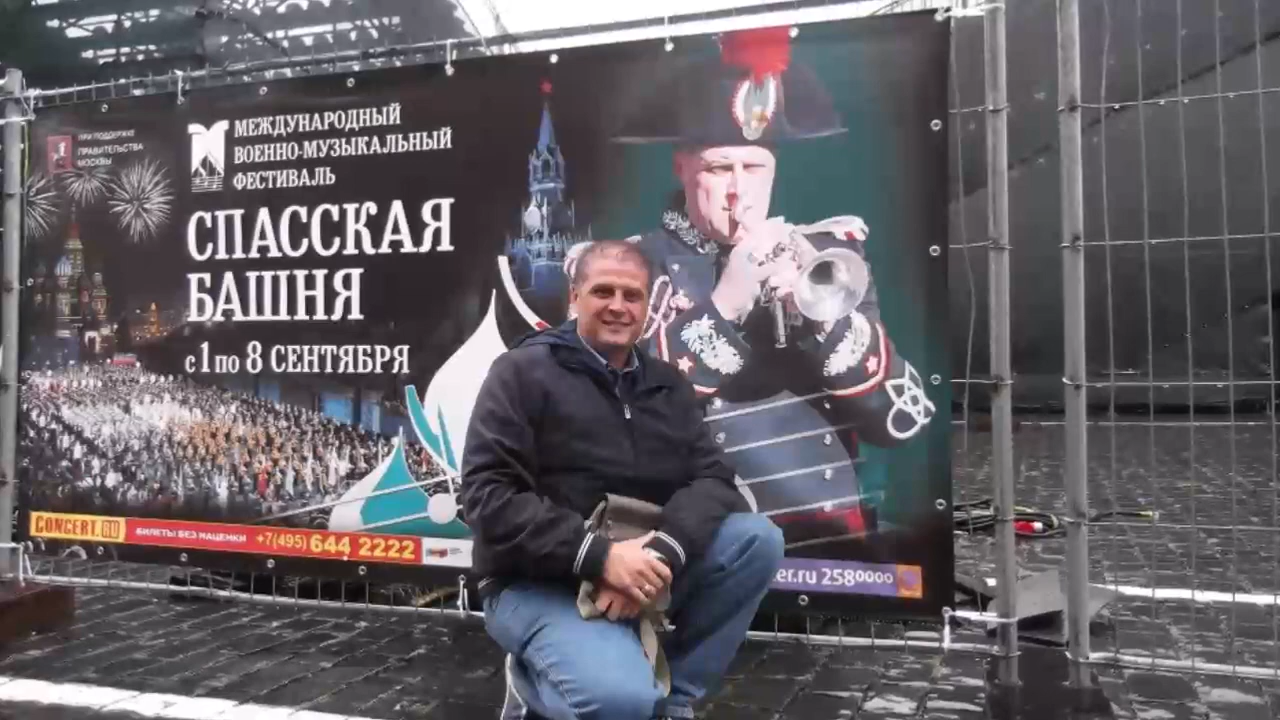 ПРИ ПОДДЕРЖКЕ
ПРАВИТЕЛЬСТВА
МОСКВЫ
МЕЖДУНАРОДНЫЙ
ВОЕННО-МУЗЫКАЛЬНЫЙ
ФЕСТИВАЛЬ
СПАССКАЯ
БАШНЯ
с 1 по 8 СЕНТЯБРЯ
CONCERT.RU БИЛЕТЫ БЕЗ НАЦЕНКИ +7(495) 644 2222
ter.ru 2580000